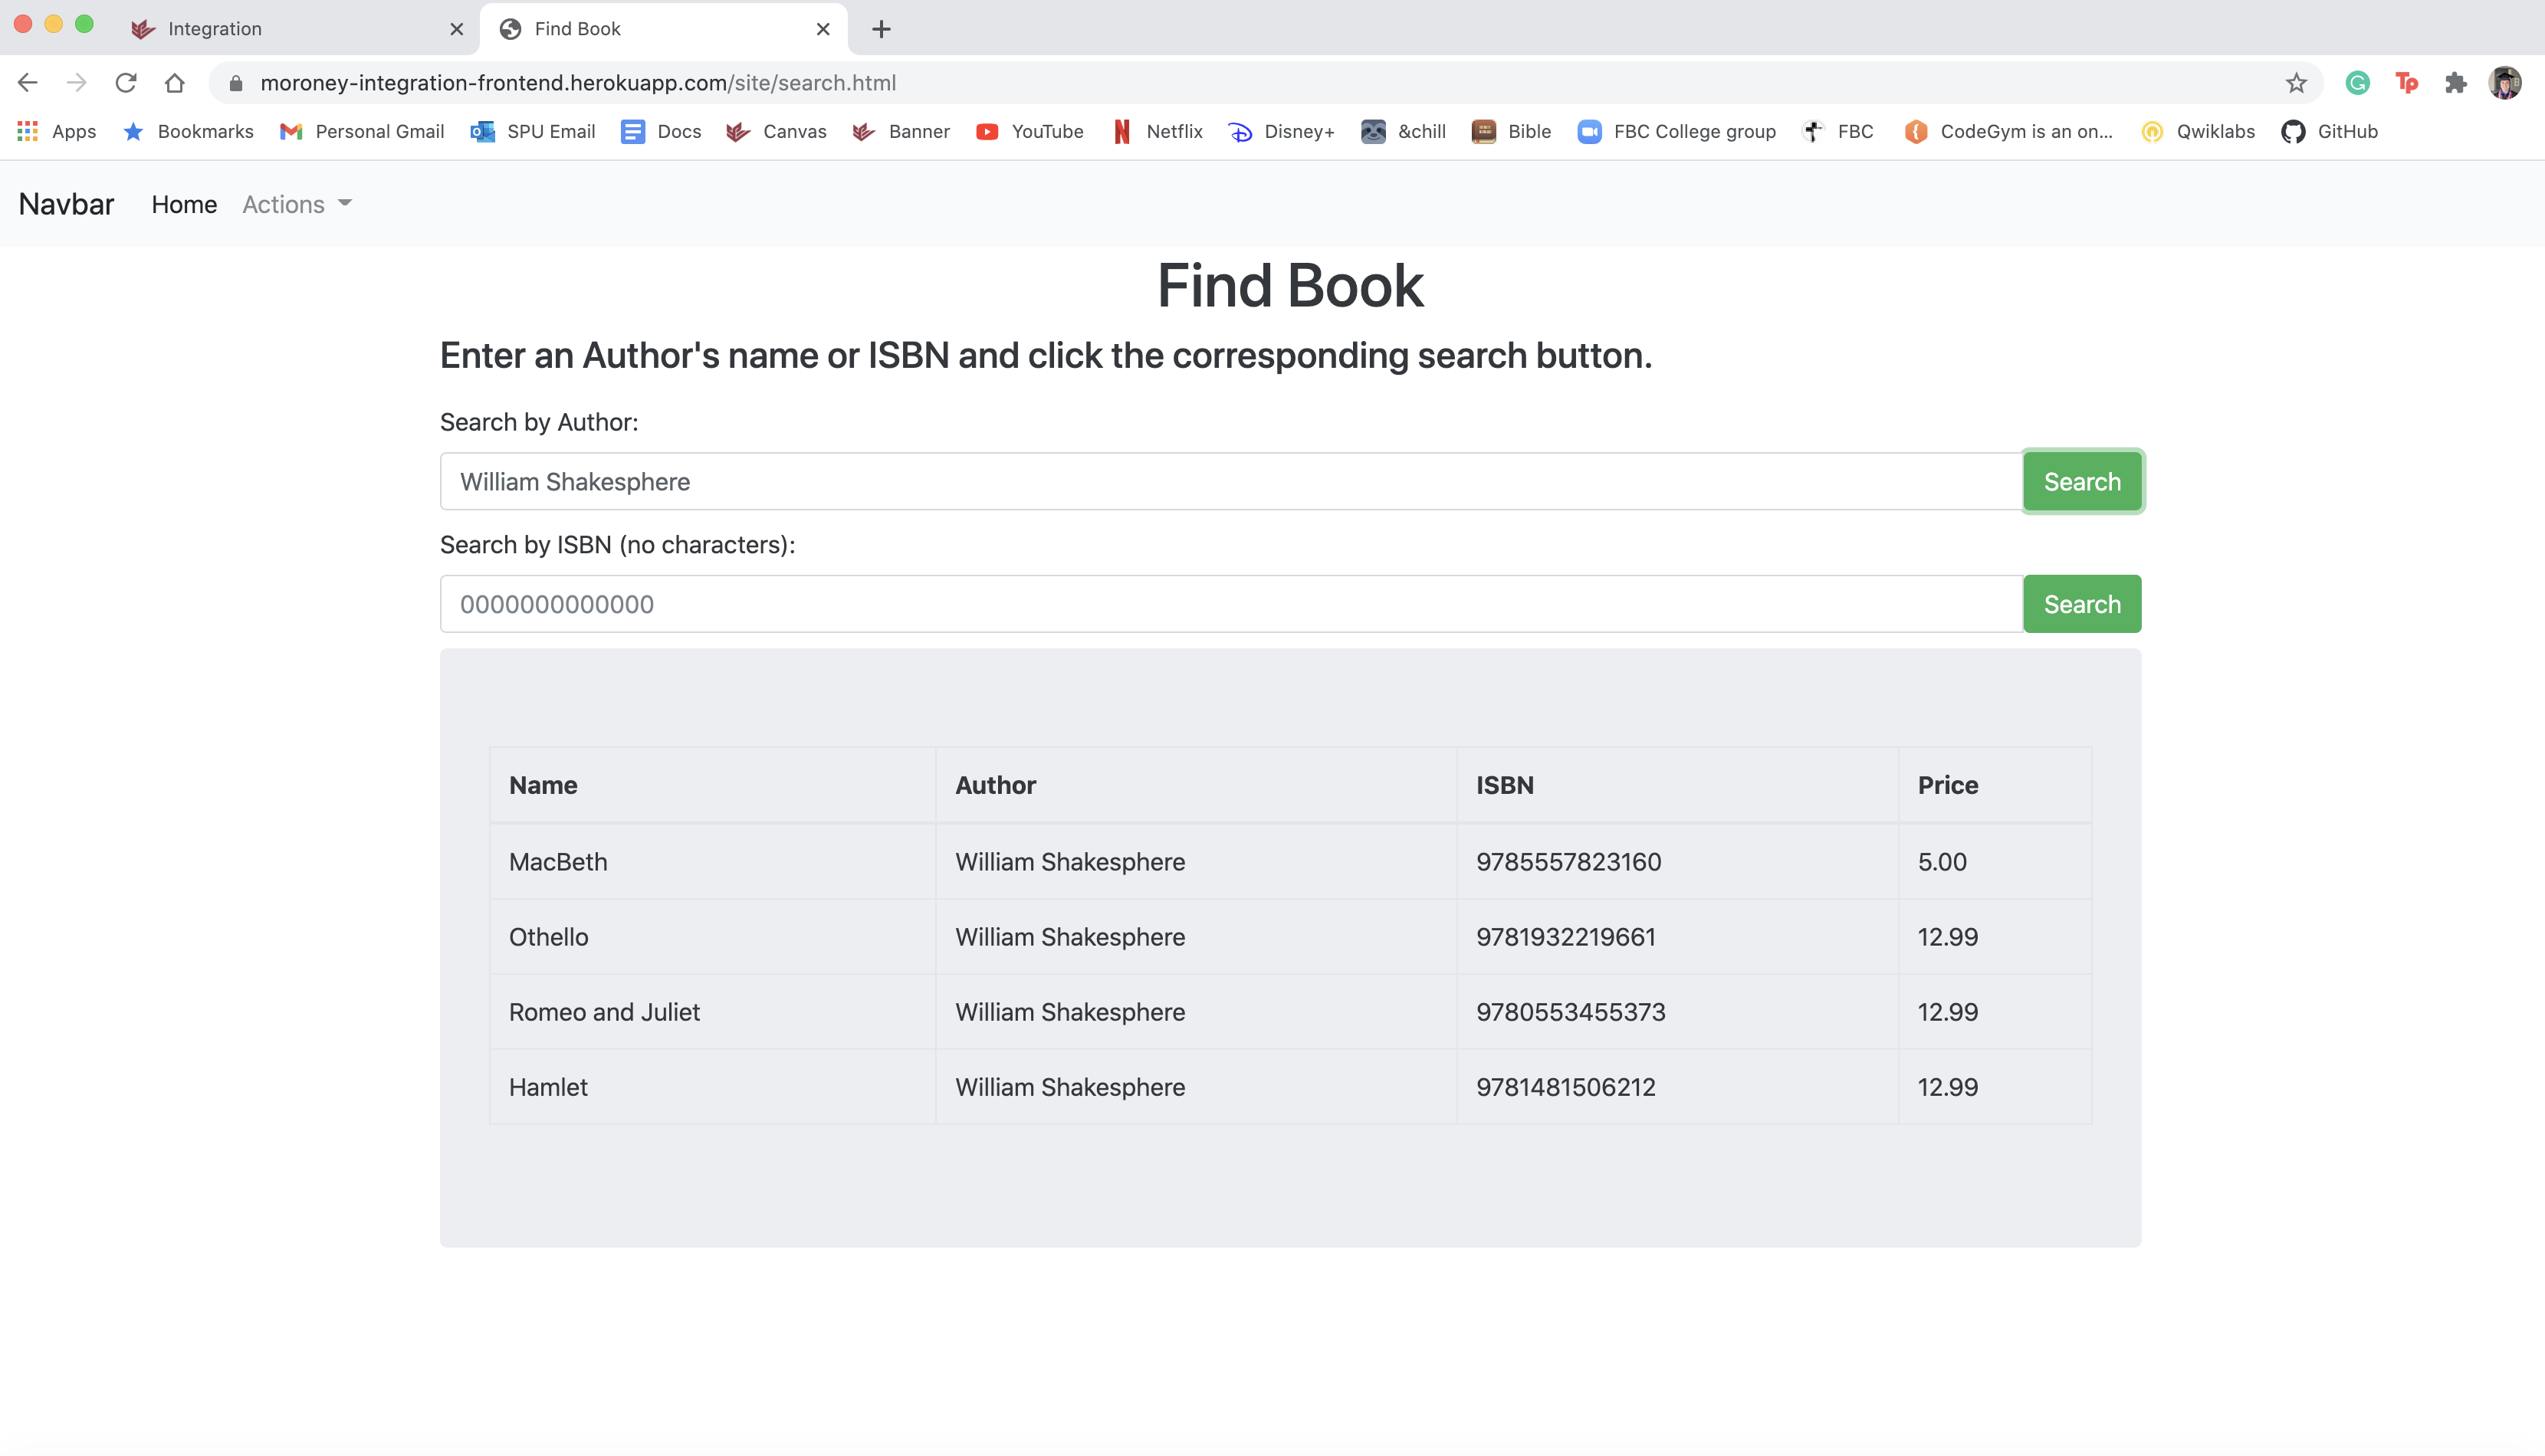 Integration
Find Book
moroney-integration-frontend.herokuapp.com/site/search.html
Apps Bookmarks Personal Gmail SPU Email Docs Canvas Banner YouTube Netflix Disney+ &chill Bible FBC College group FBC CodeGym is an on... Qwiklabs GitHub
Navbar Home Actions
Find Book
Enter an Author's name or ISBN and click the corresponding search button.
Search by Author:
William Shakesphere Search
Search by ISBN (no characters):
0000000000000 Search
Name Author ISBN Price
MacBeth William Shakesphere 9785557823160 5.00
Othello William Shakesphere 9781932219661 12.99
Romeo and Juliet William Shakesphere 9780553455373 12.99
Hamlet William Shakesphere 9781481506212 12.99